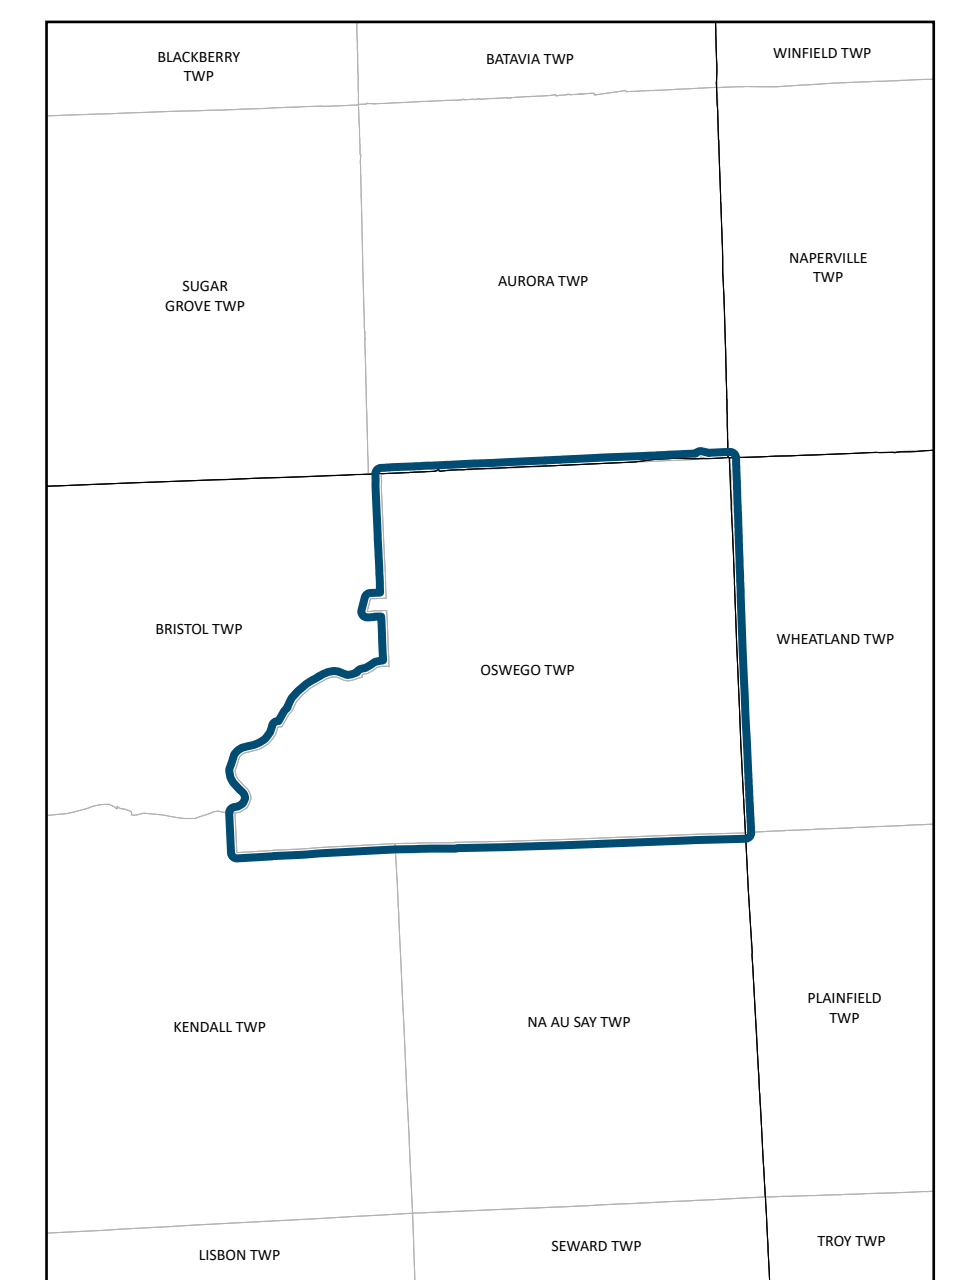 BLACKBERRY
TWP
BATAVIA TWP
WINFIELD TWP
SUGAR
GROVE TWP
AURORA TWP
NAPERVILLE
TWP
BRISTOL TWP
OSWEGO TWP
WHEATLAND TWP
KENDALL TWP
NA AU SAY TWP
PLAINFIELD
TWP
LISBON TWP
SEWARD TWP
TROY TWP